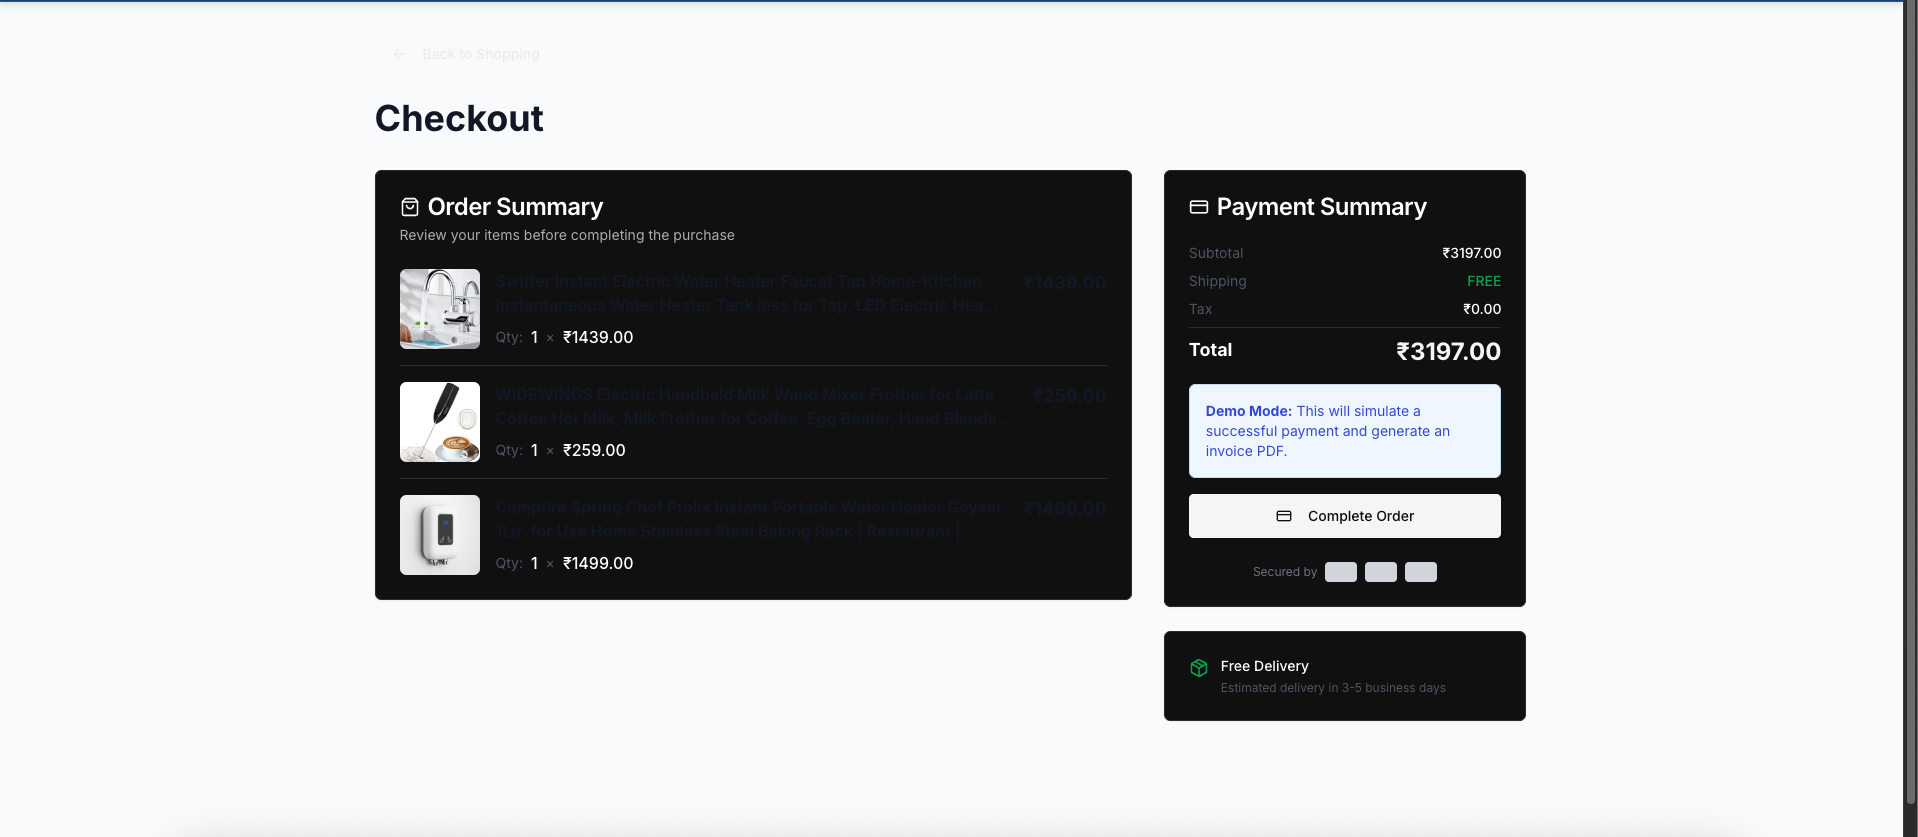 Back to Shopping
Checkout
Order Summary
Review your items before completing the purchase
Swiffer Instant Electric Water Heater Faucet Tap Home-Kitchen
Instantaneous Water Heater Tank less for Tap, LED Electric Hea...
₹1439.00
Qty: 1 × ₹1439.00
WIDEWINGS Electric Handheld Milk Wand Mixer Frother for Latte
Coffee Hot Milk, Milk Frother for Coffee, Egg Beater, Hand Blende...
₹259.00
Qty: 1 × ₹259.00
Campfire Spring Chef Prolix Instant Portable Water Heater Geyser
1Ltr. for Use Home Stainless Steel Baking Rack | Restaurant |...
₹1499.00
Qty: 1 × ₹1499.00
Payment Summary
Subtotal ₹3197.00
Shipping FREE
Tax ₹0.00
Total ₹3197.00
Demo Mode: This will simulate a
successful payment and generate an
invoice PDF.
Complete Order
Secured by
Free Delivery
Estimated delivery in 3-5 business days